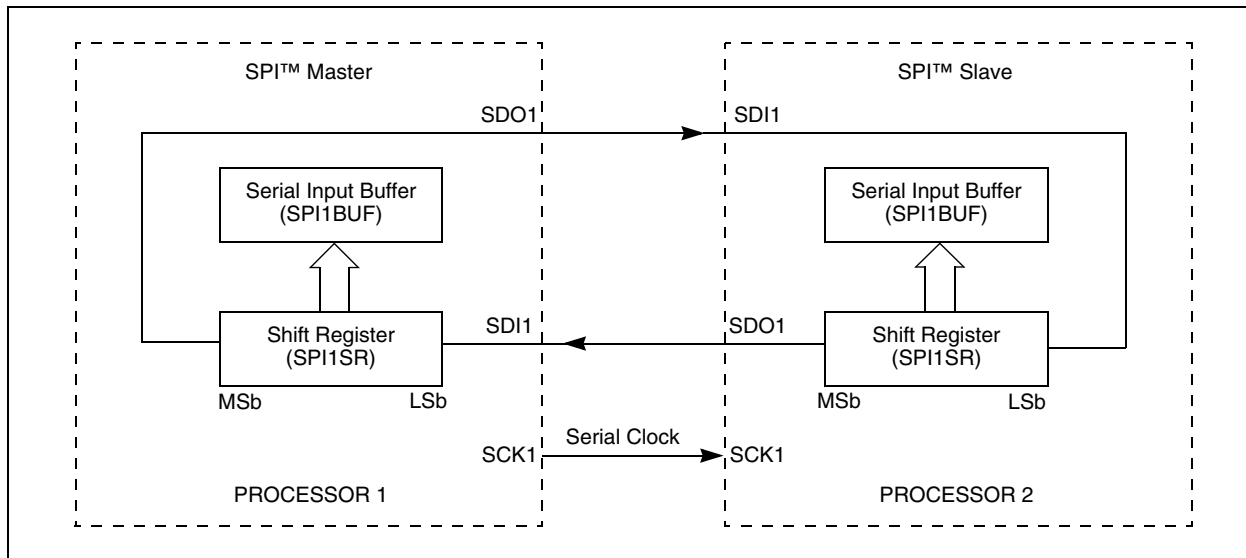 SPI™ Master
SPI™ Slave
SDO1
SDI1
Serial Input Buffer
(SPI1BUF)
Serial Input Buffer
(SPI1BUF)
Shift Register
(SPI1SR)
SDI1
SDO1
Shift Register
(SPI1SR)
MSb
LSb
MSb
LSb
Serial Clock
SCK1
SCK1
PROCESSOR 1
PROCESSOR 2